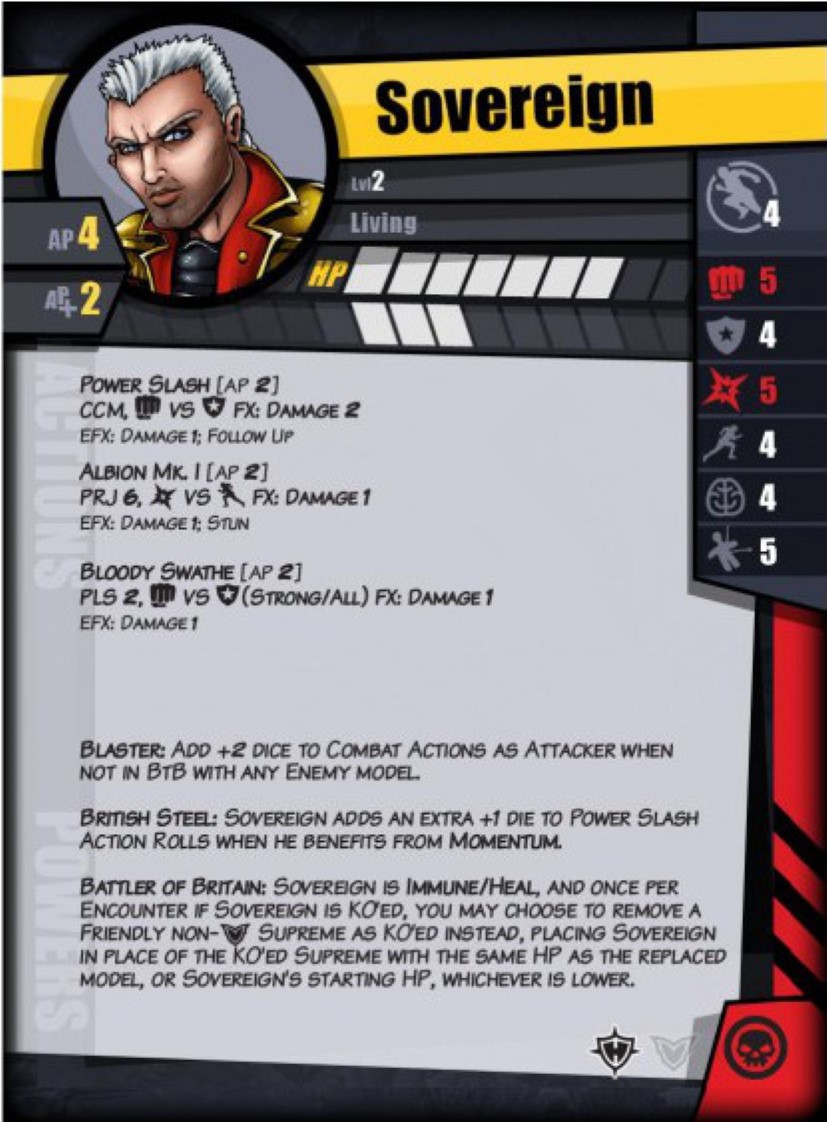 Sovereign
Lvl2
Living
AP 4
AP+ 2
HP
4
5
4
5
4
4
5
ACTIONS
POWER SLASH [AP 2]
CCM, VS FX: DAMAGE 2
EFX: DAMAGE 1; FOLLOW UP
ALBION MK. I [AP 2]
PRJ 6, VS FX: DAMAGE 1
EFX: DAMAGE 1; STUN
BLOODY SWATHE [AP 2]
PLS 2, VS (STRONG/ALL) FX: DAMAGE 1
EFX: DAMAGE 1
POWERS
BLASTER: ADD +2 DICE TO COMBAT ACTIONS AS ATTACKER WHEN
NOT IN BTB WITH ANY ENEMY MODEL.
BRITISH STEEL: SOVEREIGN ADDS AN EXTRA +1 DIE TO POWER SLASH
ACTION ROLLS WHEN HE BENEFITS FROM MOMENTUM.
BATTLER OF BRITAIN: SOVEREIGN IS IMMUNE/HEAL, AND ONCE PER
ENCOUNTER IF SOVEREIGN IS KO'ED, YOU MAY CHOOSE TO REMOVE A
FRIENDLY NON- SUPREME AS KO'ED INSTEAD, PLACING SOVEREIGN
IN PLACE OF THE KO'ED SUPREME WITH THE SAME HP AS THE REPLACED
MODEL, OR SOVEREIGN'S STARTING HP, WHICHEVER IS LOWER.